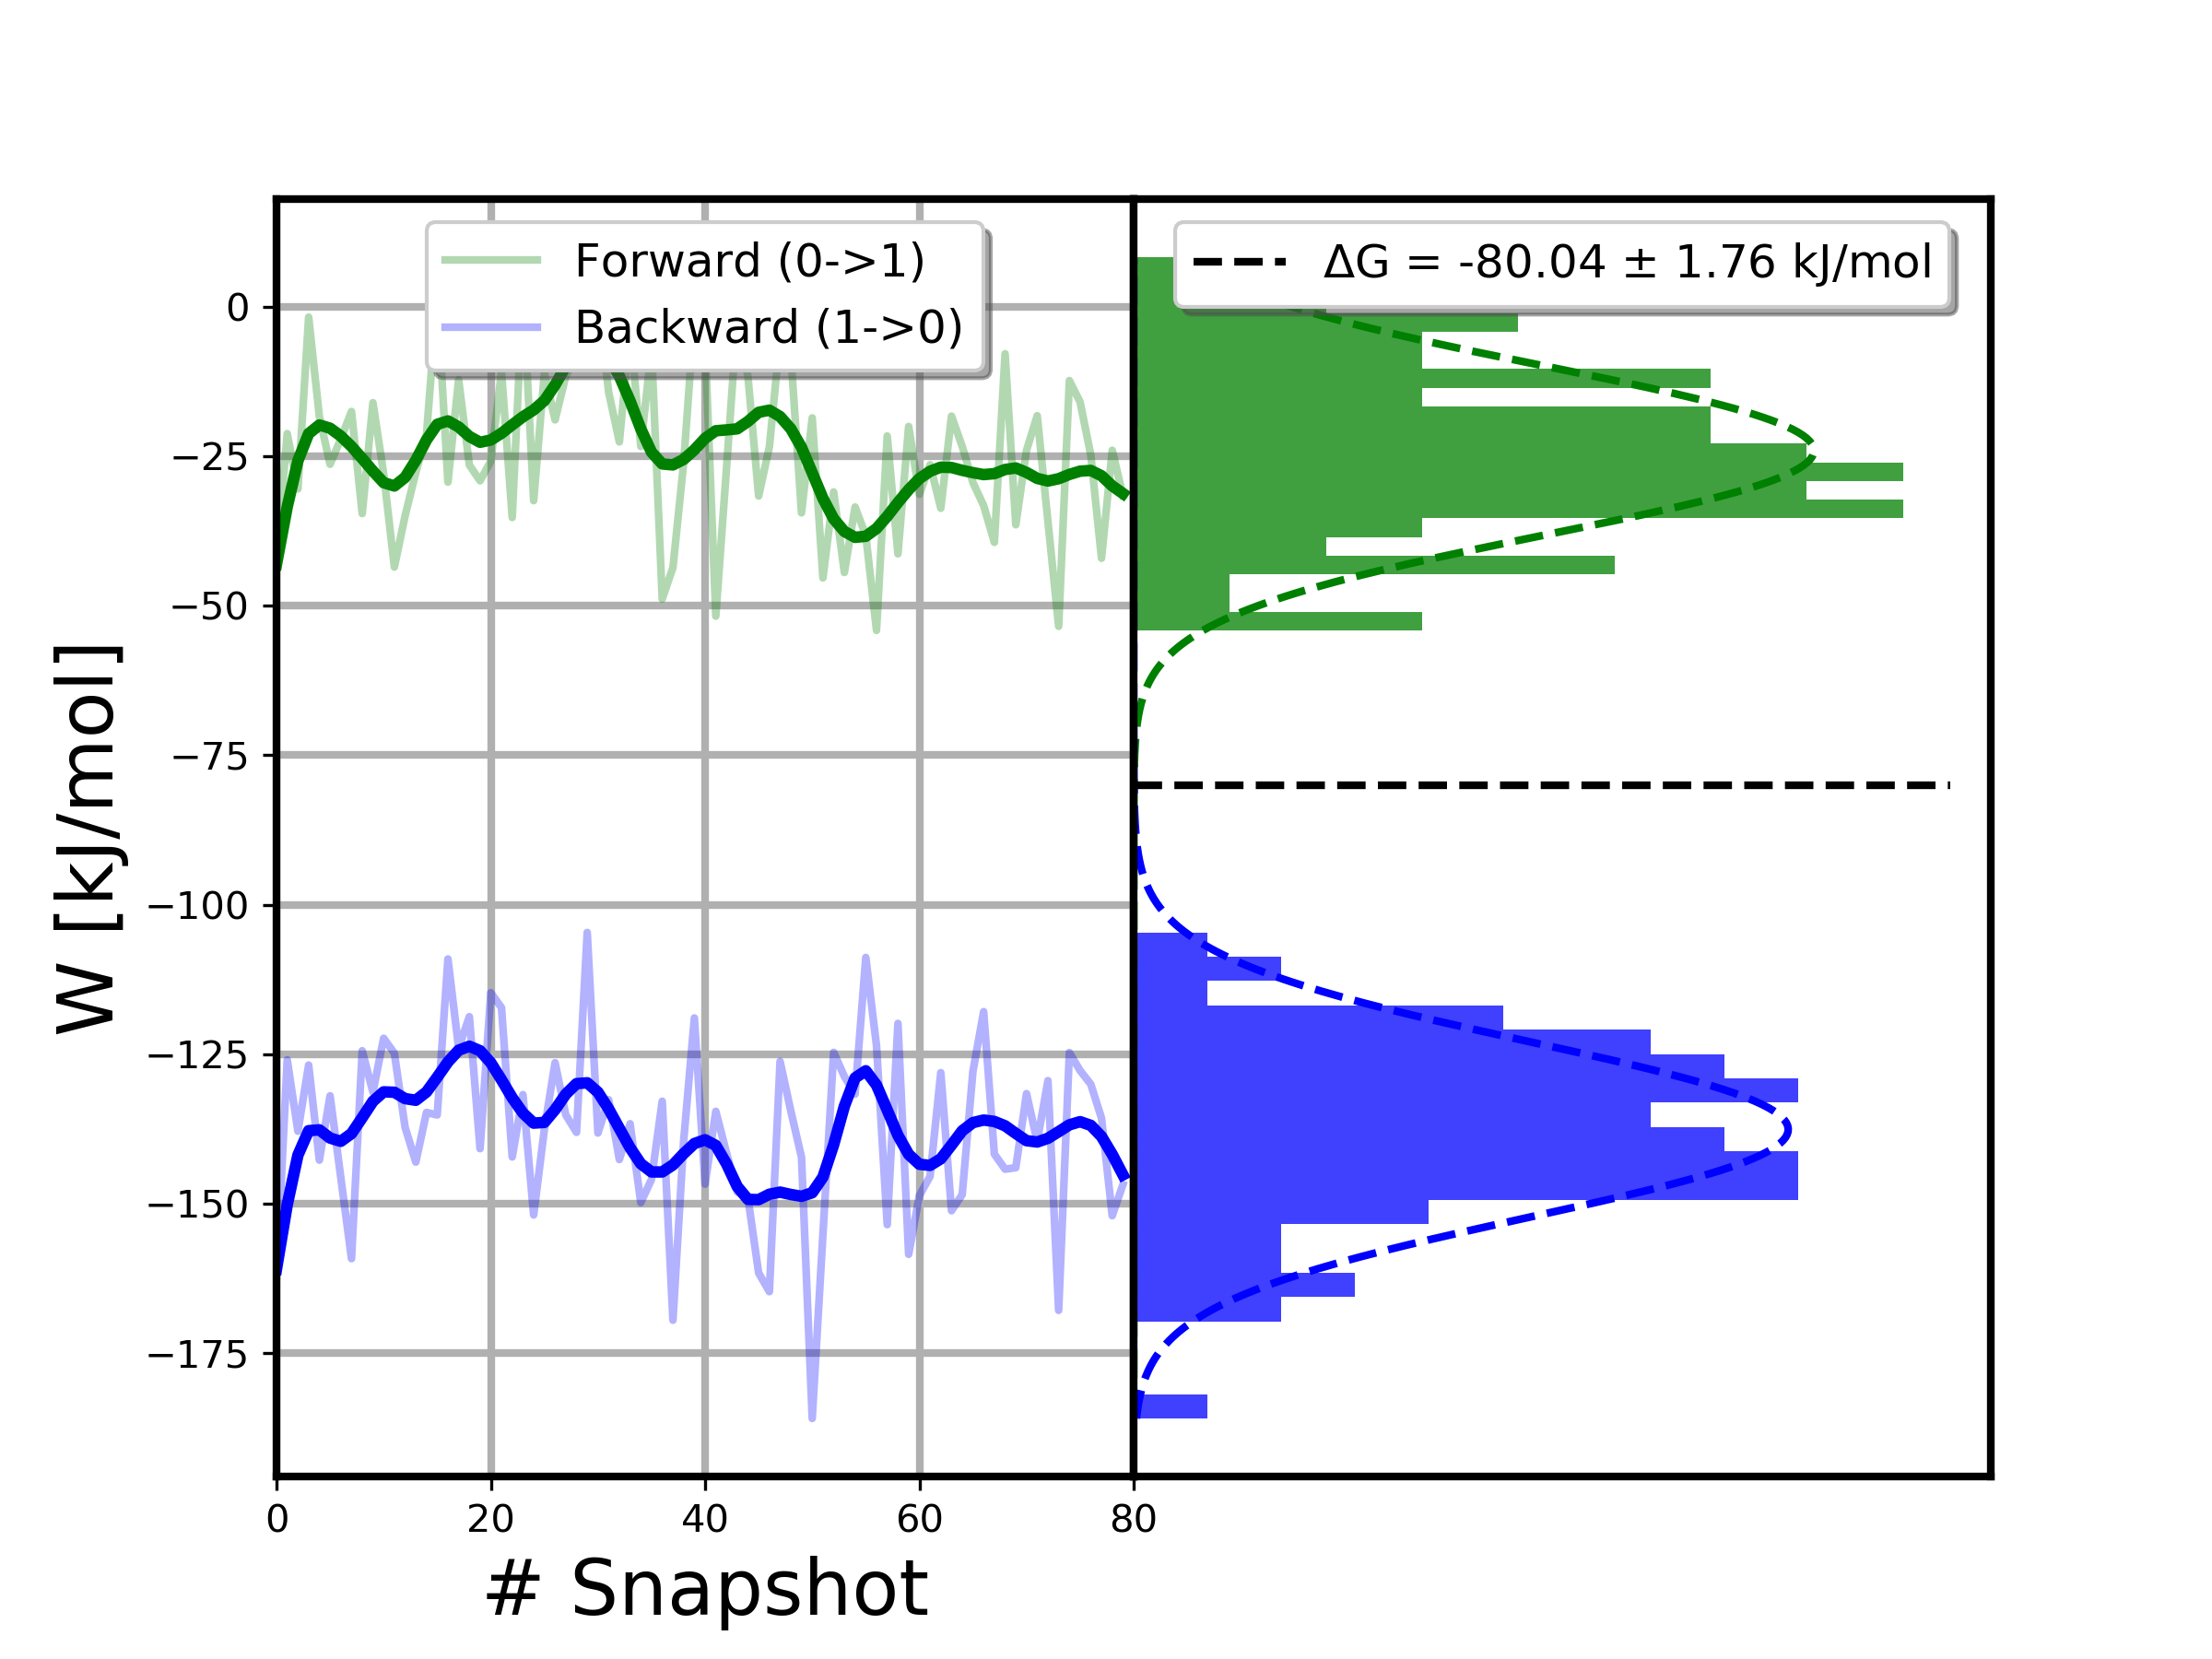 Forward (0->1)
Backward (1->0)
ΔG = -80.04 ± 1.76 kJ/mol
W [kJ/mol]
0
−25
−50
−75
−100
−125
−150
−175
0 20 40 60 80
# Snapshot